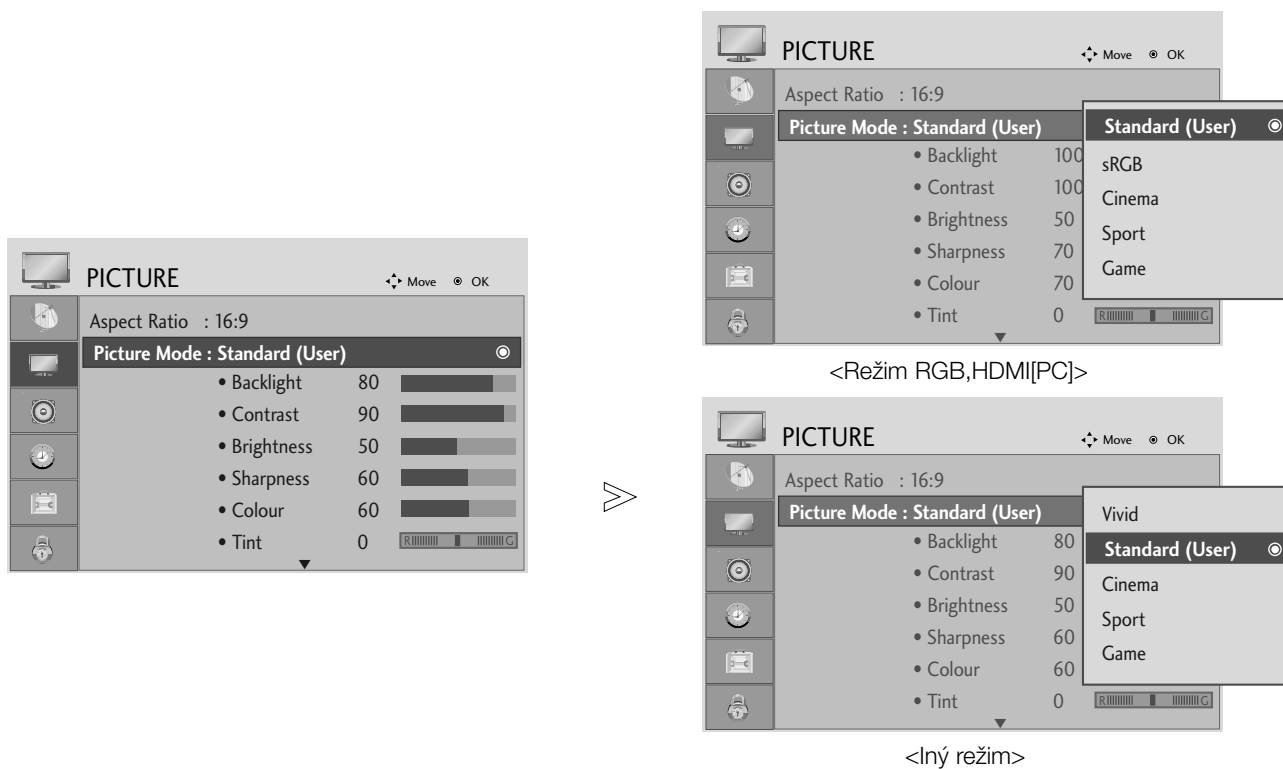 PICTURE Move OK
Aspect Ratio : 16:9
Picture Mode : Standard (User)
• Backlight 80
• Contrast 90
• Brightness 50
• Sharpness 60
• Colour 60
• Tint 0 R G
PICTURE Move OK
Aspect Ratio : 16:9
Picture Mode : Standard (User)
• Backlight 100
• Contrast 100
• Brightness 50
• Sharpness 70
• Colour 70
• Tint 0 R G
Standard (User)
sRGB
Cinema
Sport
Game
<Režim RGB,HDMI[PC]>
PICTURE Move OK
Aspect Ratio : 16:9
Picture Mode : Standard (User)
• Backlight 80
• Contrast 90
• Brightness 50
• Sharpness 60
• Colour 60
• Tint 0 R G
Vivid
Standard (User)
Cinema
Sport
Game
<Iný režim>